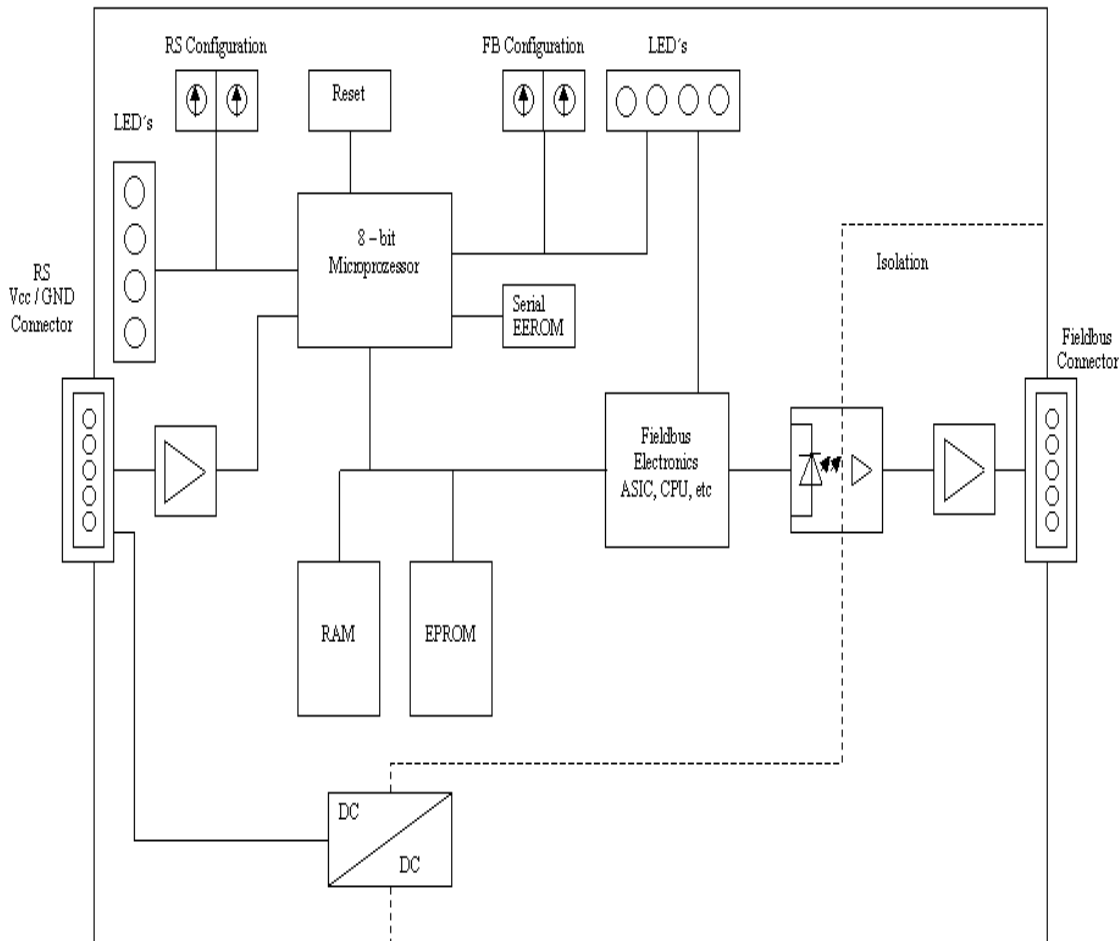 RS Configuration
FB Configuration
LED´s
Reset
LED´s
8 – bit
Microprozessor
Isolation
RS
Vcc / GND
Connector
Serial
EEROM
Fieldbus
Connector
Fieldbus
Electronics
ASIC, CPU, etc
RAM
EPROM
DC
DC